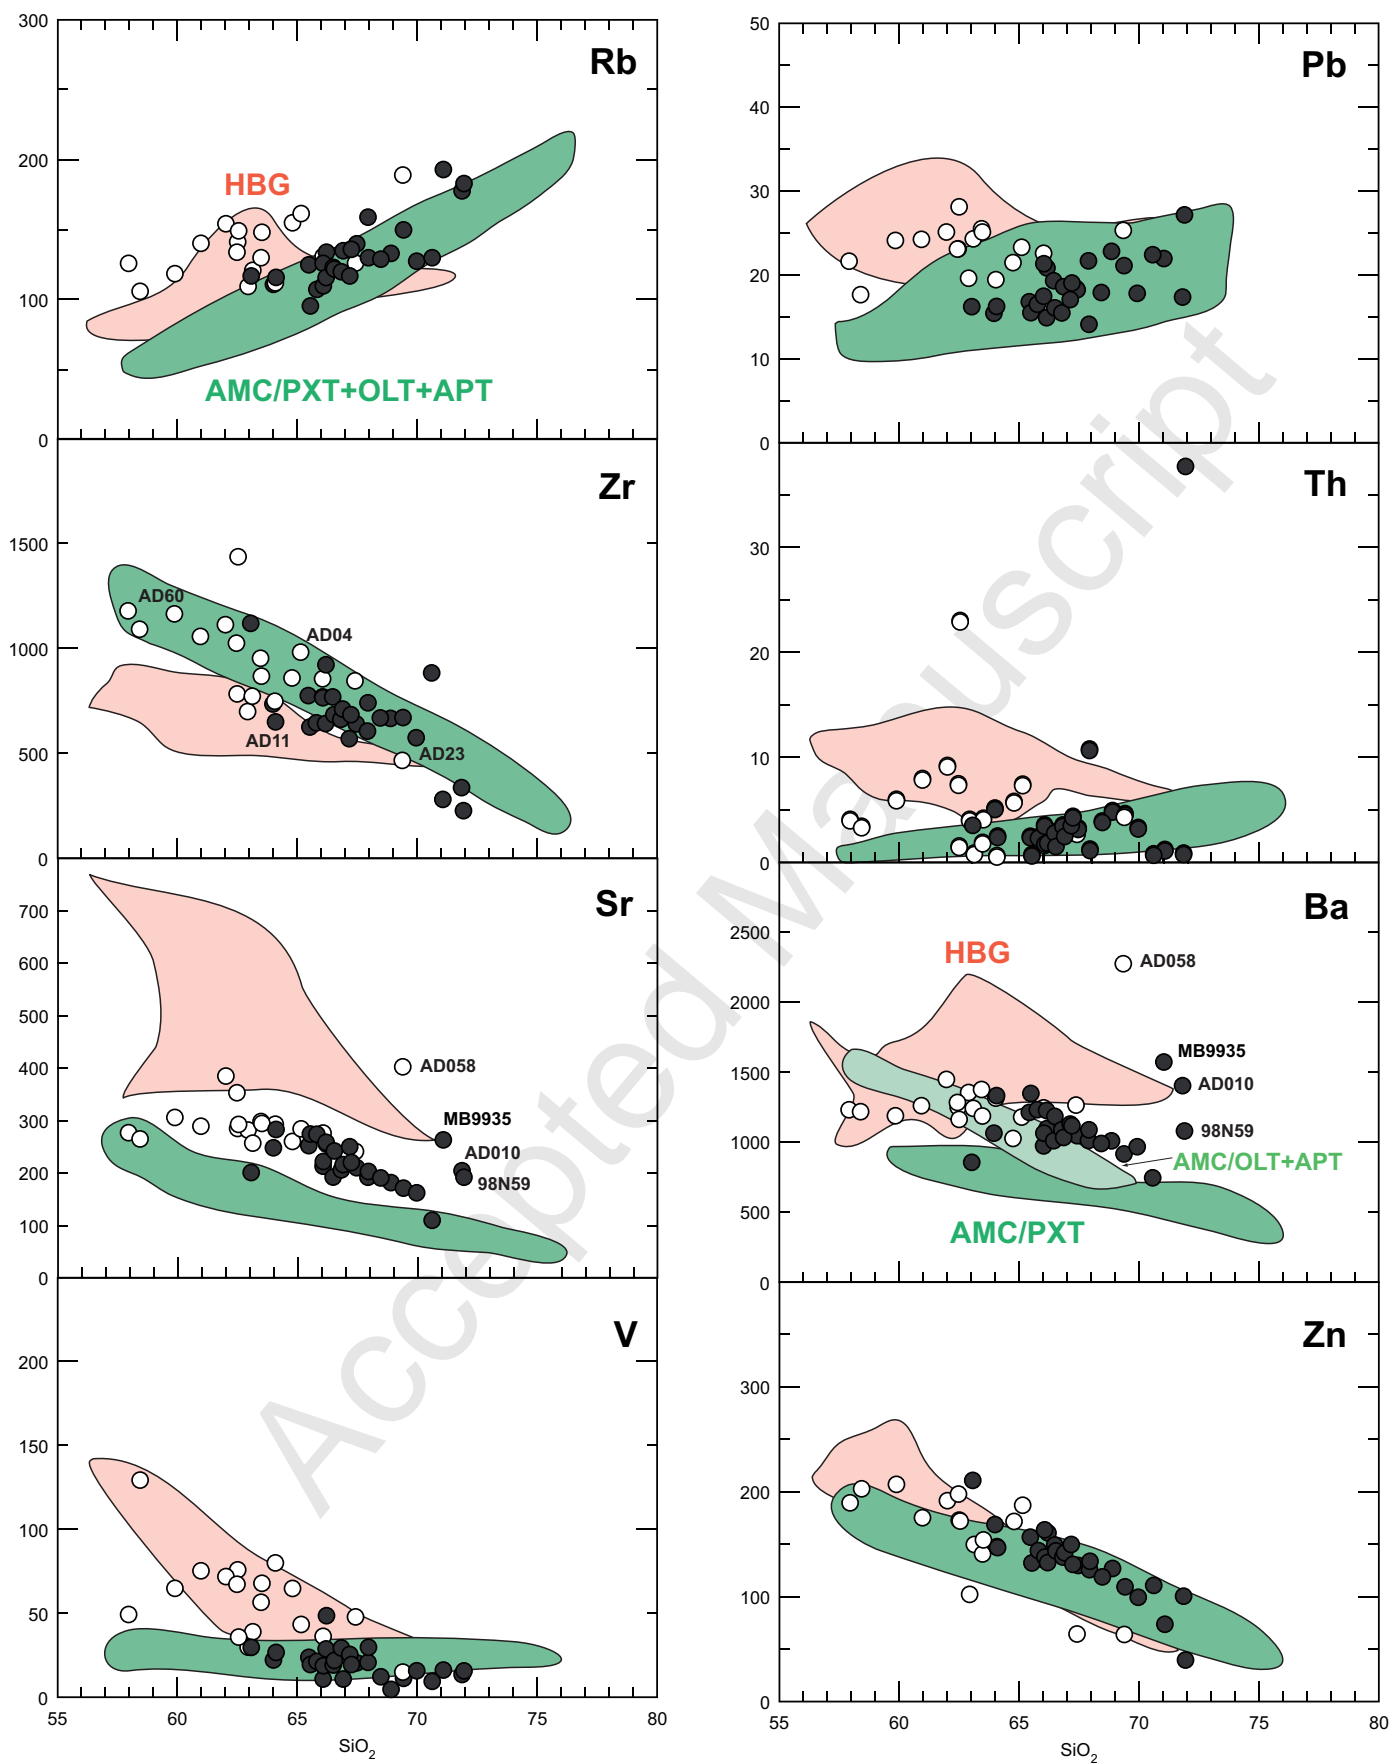 Rb
300
200
100
0
HBG
AMC/PXT+OLT+APT
Pb
50
40
30
20
10
0
Zr
1500
1000
500
0
AD60
AD04
AD11
AD23
Th
30
20
10
0
Sr
700
600
500
400
300
200
100
0
AD058
MB9935
AD010
98N59
Ba
2500
2000
1500
1000
500
0
HBG
AD058
MB9935
AD010
98N59
AMC/OLT+APT
AMC/PXT
V
200
150
100
50
0
55 60 65 70 75 80
SiO2
Zn
300
200
100
0
55 60 65 70 75 80
SiO2
Accepted Manuscript